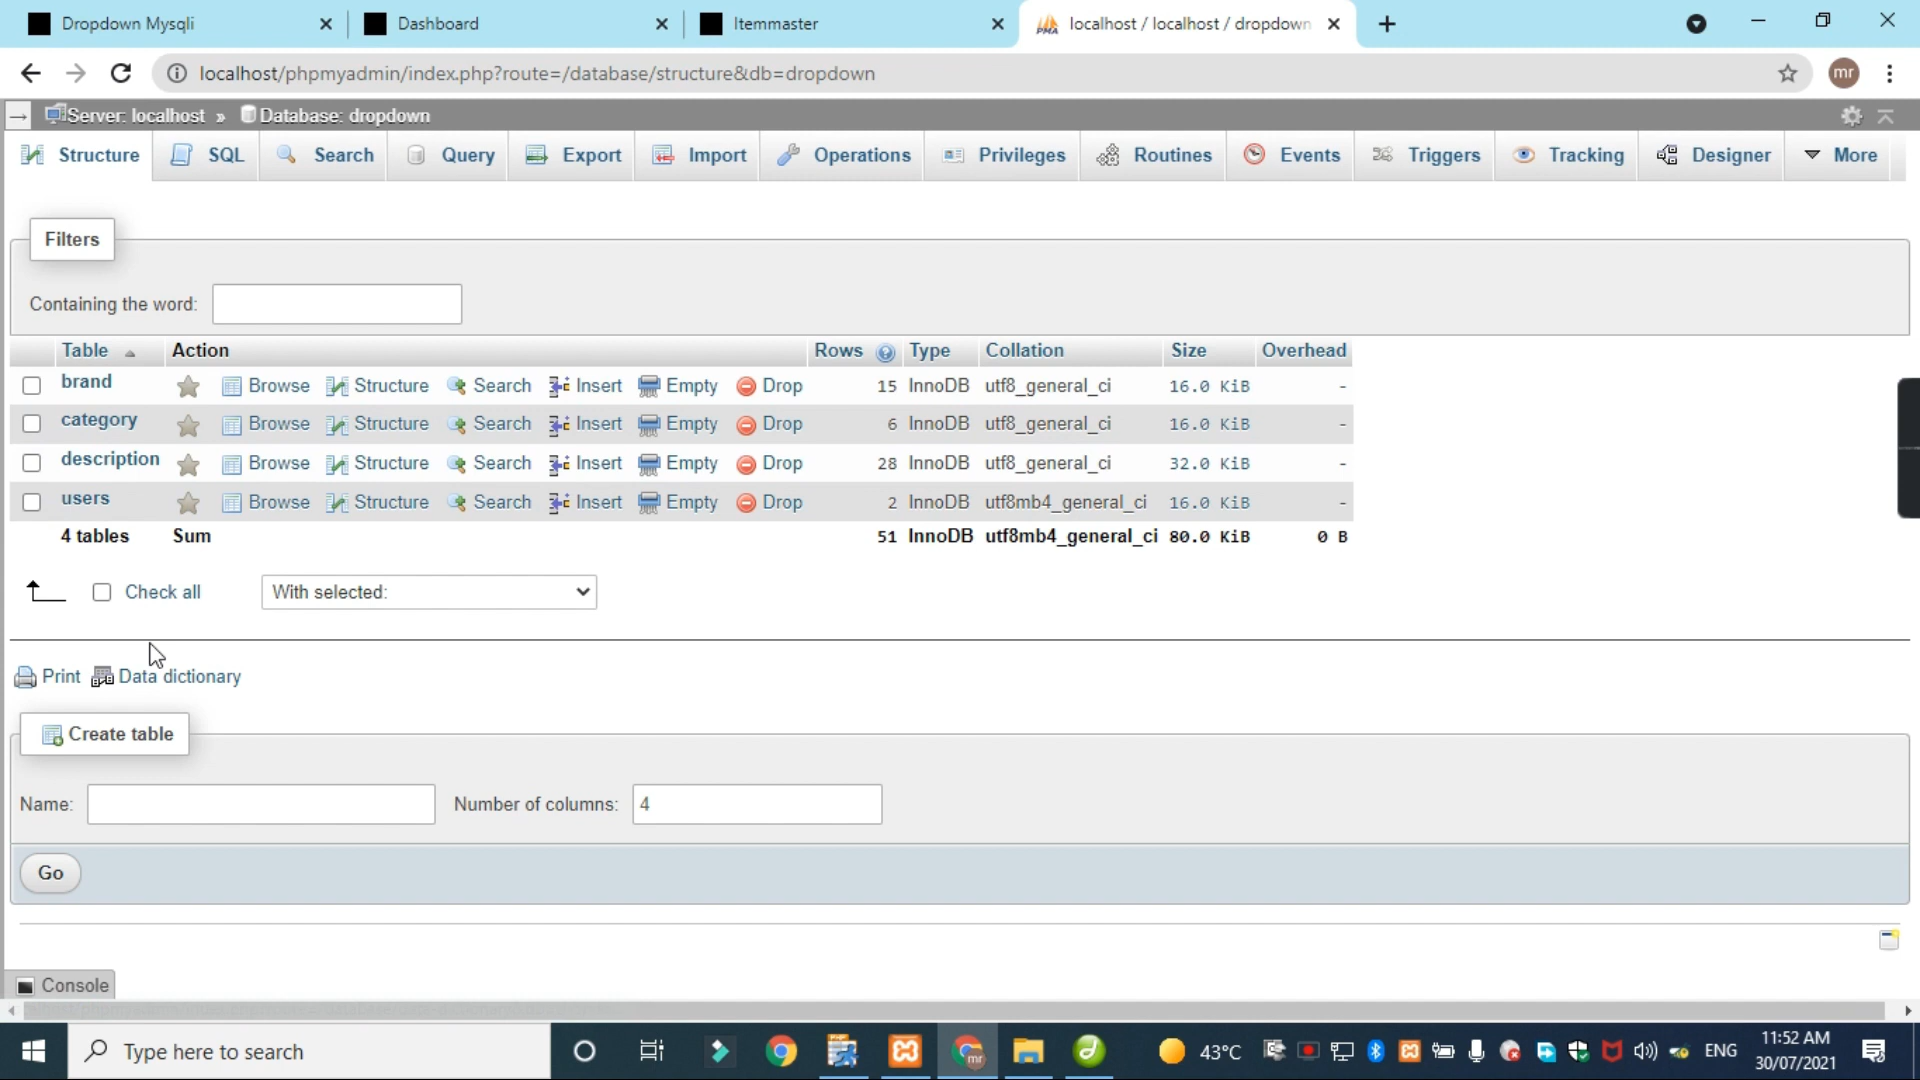 Dropdown Mysqli
Dashboard
Itemmaster
localhost / localhost / dropdown
localhost/phpmyadmin/index.php?route=/database/structure&db=dropdown
mr
Server: localhost » Database: dropdown
Structure SQL Search Query Export Import Operations Privileges Routines Events Triggers Tracking Designer More
Filters
Containing the word:
Table Action Rows Type Collation Size Overhead
brand Browse Structure Search Insert Empty Drop 15 InnoDB utf8_general_ci 16.0 KiB -
category Browse Structure Search Insert Empty Drop 6 InnoDB utf8_general_ci 16.0 KiB -
description Browse Structure Search Insert Empty Drop 28 InnoDB utf8_general_ci 32.0 KiB -
users Browse Structure Search Insert Empty Drop 2 InnoDB utf8mb4_general_ci 16.0 KiB -
4 tables Sum 51 InnoDB utf8mb4_general_ci 80.0 KiB 0 B
Check all With selected:
Print Data dictionary
Create table
Name: Number of columns: 4
Go
Console
Type here to search
43°C
ENG
11:52 AM
30/07/2021